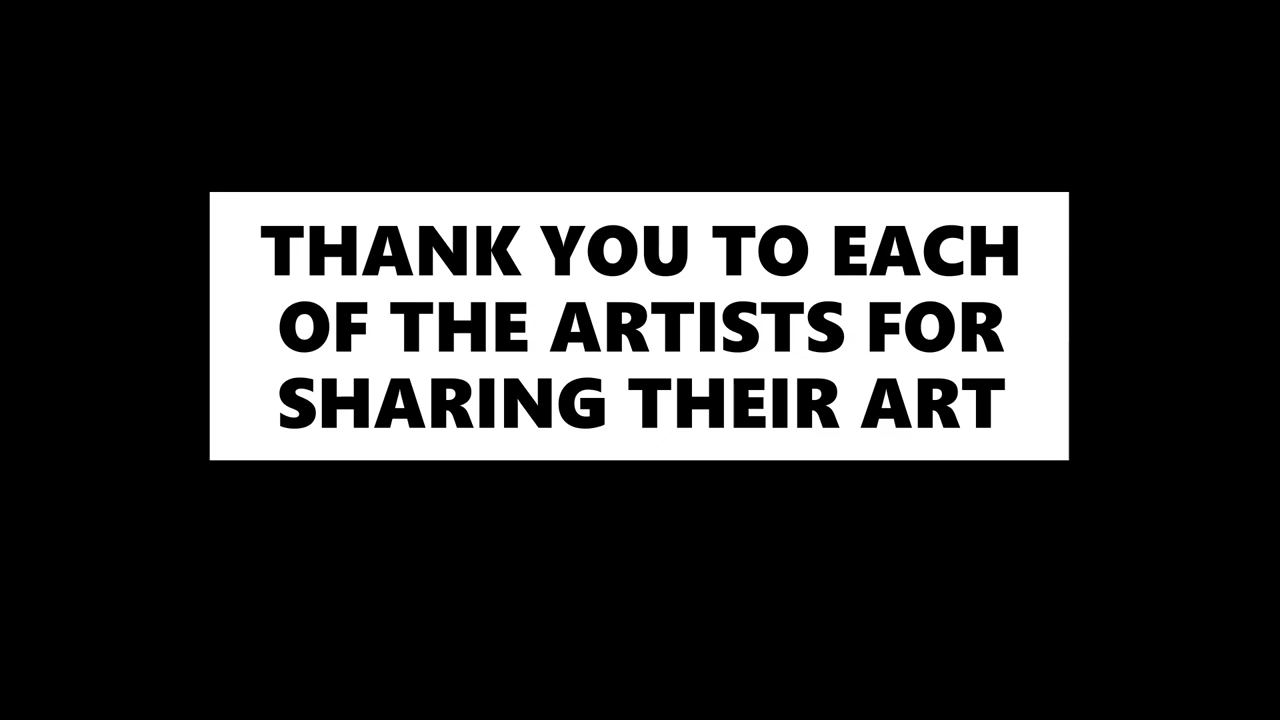 THANK YOU TO EACH
OF THE ARTISTS FOR
SHARING THEIR ART